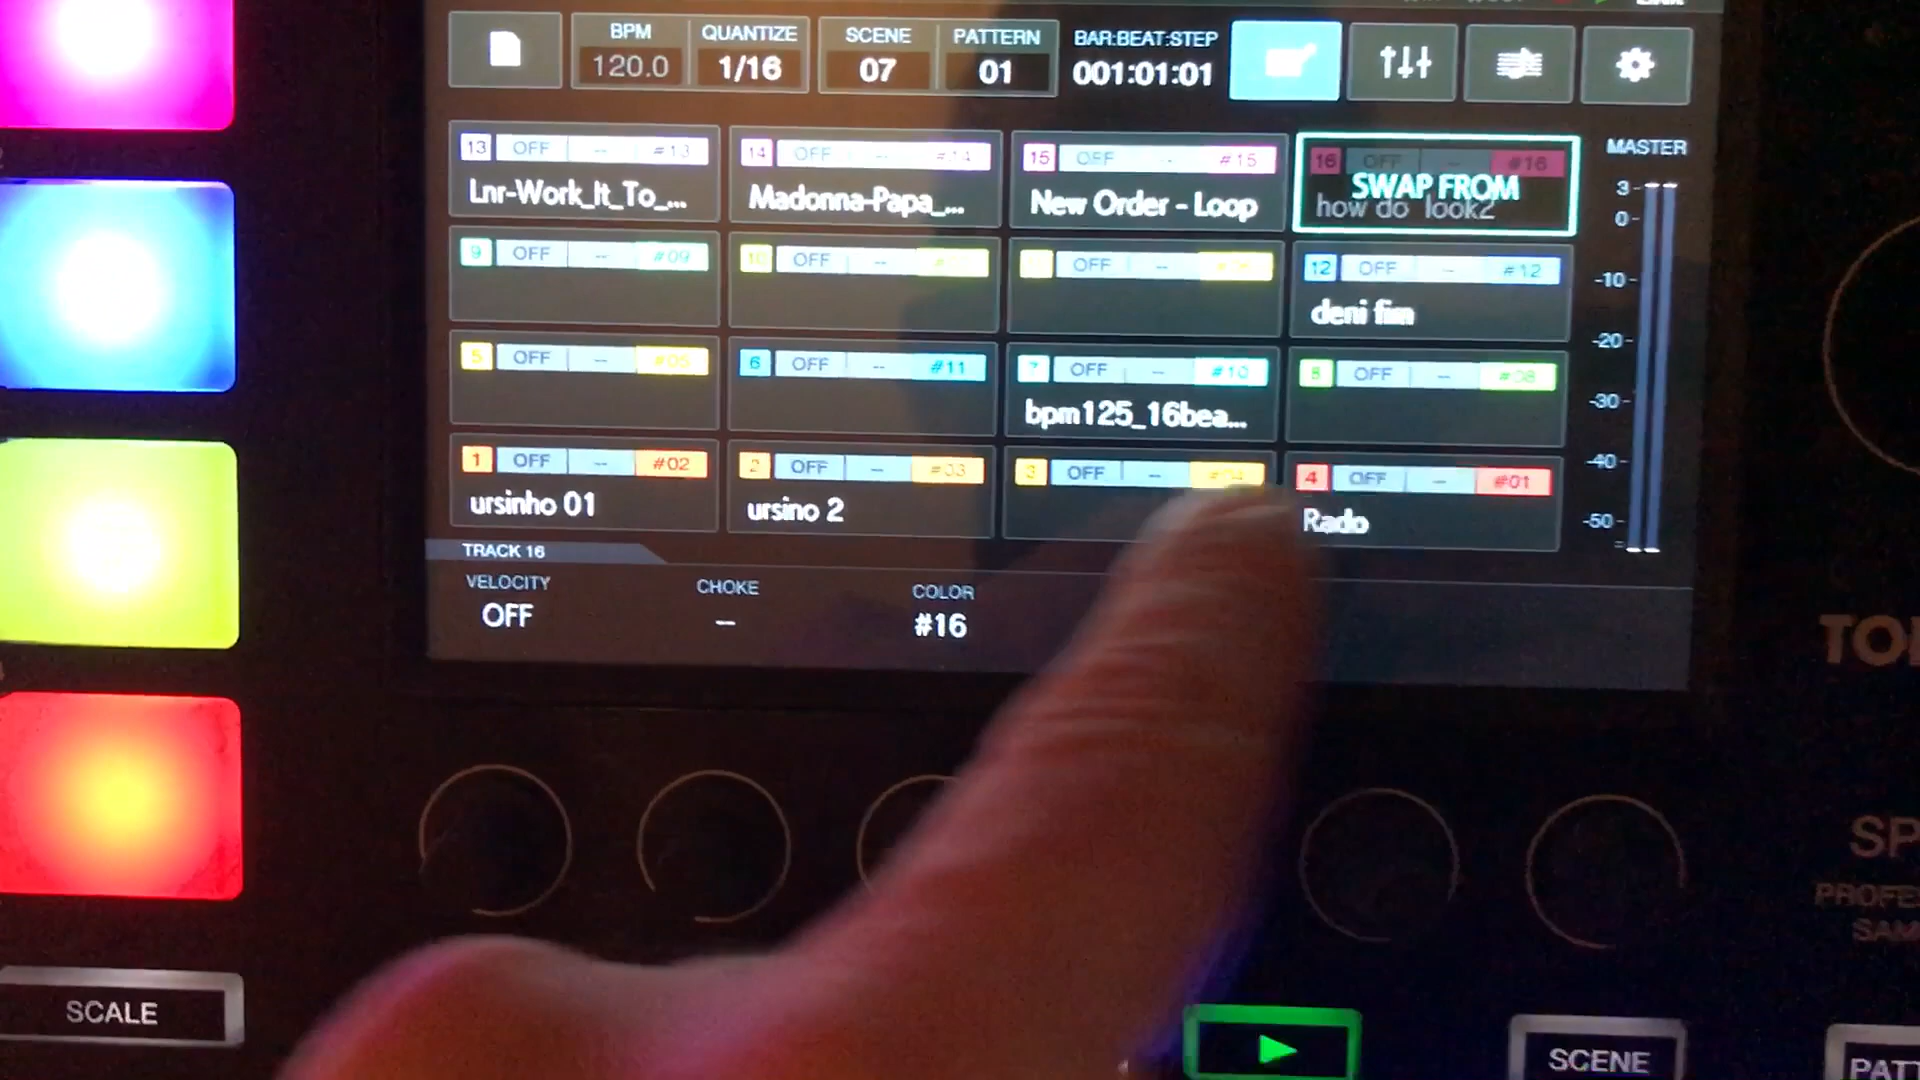 BPM QUANTIZE SCENE PATTERN BAR:BEAT:STEP
120.0 1/16 07 01 001:01:01
13 OFF -- #13
Lnr-Work_It_To_...
14 OFF -- #14
Madonna-Papa_...
15 OFF -- #15
New Order - Loop
16 OFF -- #16
SWAP FROM
how do look2
MASTER
3
0
-10
-20
-30
-40
-50
9 OFF -- #09
10 OFF --
11 OFF --
12 OFF -- #12
deni fim
5 OFF -- #05
6 OFF -- #11
7 OFF -- #10
bpm125_16bea...
8 OFF -- #08
1 OFF -- #02
ursinho 01
2 OFF -- #03
ursino 2
3 OFF -- #04
4 OFF -- #01
Rado
TRACK 16
VELOCITY CHOKE COLOR
OFF -- #16
SCALE
SCENE